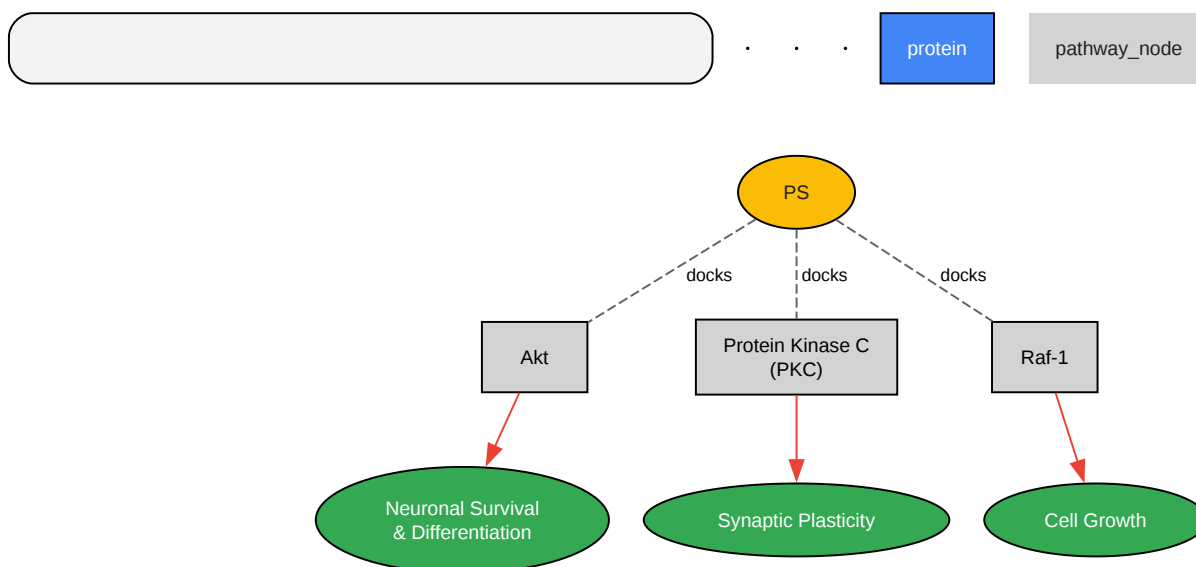 protein
pathway_node
PS
docks
docks
docks
Akt
Protein Kinase C
(PKC)
Raf-1
Neuronal Survival
& Differentiation
Synaptic Plasticity
Cell Growth